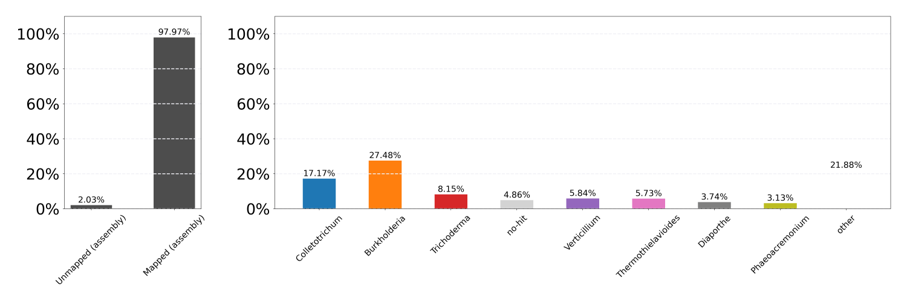 100%
80%
60%
40%
20%
0%
2.03%
97.97%
Unmapped (assembly)
Mapped (assembly)
100%
80%
60%
40%
20%
0%
17.17%
27.48%
8.15%
4.86%
5.84%
5.73%
3.74%
3.13%
21.88%
Colletotrichum
Burkholderia
Trichoderma
no-hit
Verticillium
Thermothielavioides
Diaporthe
Phaeoacremonium
other